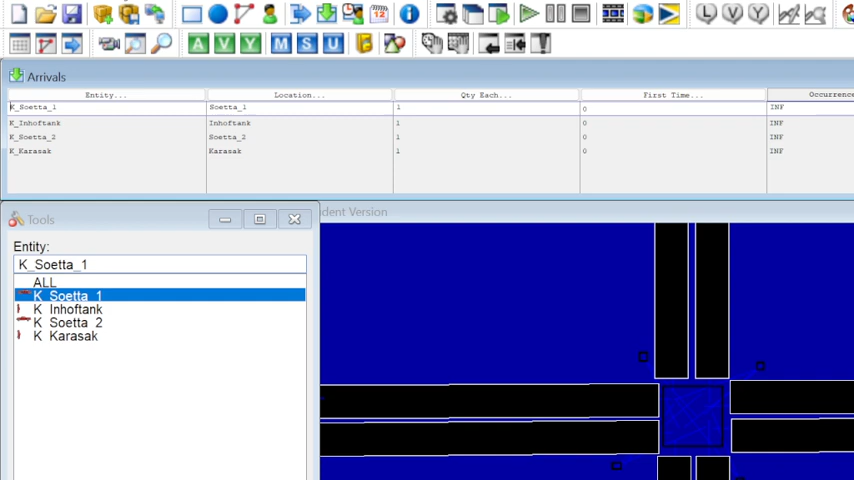 L V Y
12
A V Y M S U
Arrivals
Entity... Location... Qty Each... First Time... Occurrence
K_Soetta_1 Soetta_1 1 0 INF
K_Inhoftank Inhoftank 1 0 INF
K_Soetta_2 Soetta_2 1 0 INF
K_Karasak Karasak 1 0 INF
Tools
dent Version
Entity:
K_Soetta_1
ALL
K_Soetta_1
K_Inhoftank
K_Soetta_2
K_Karasak